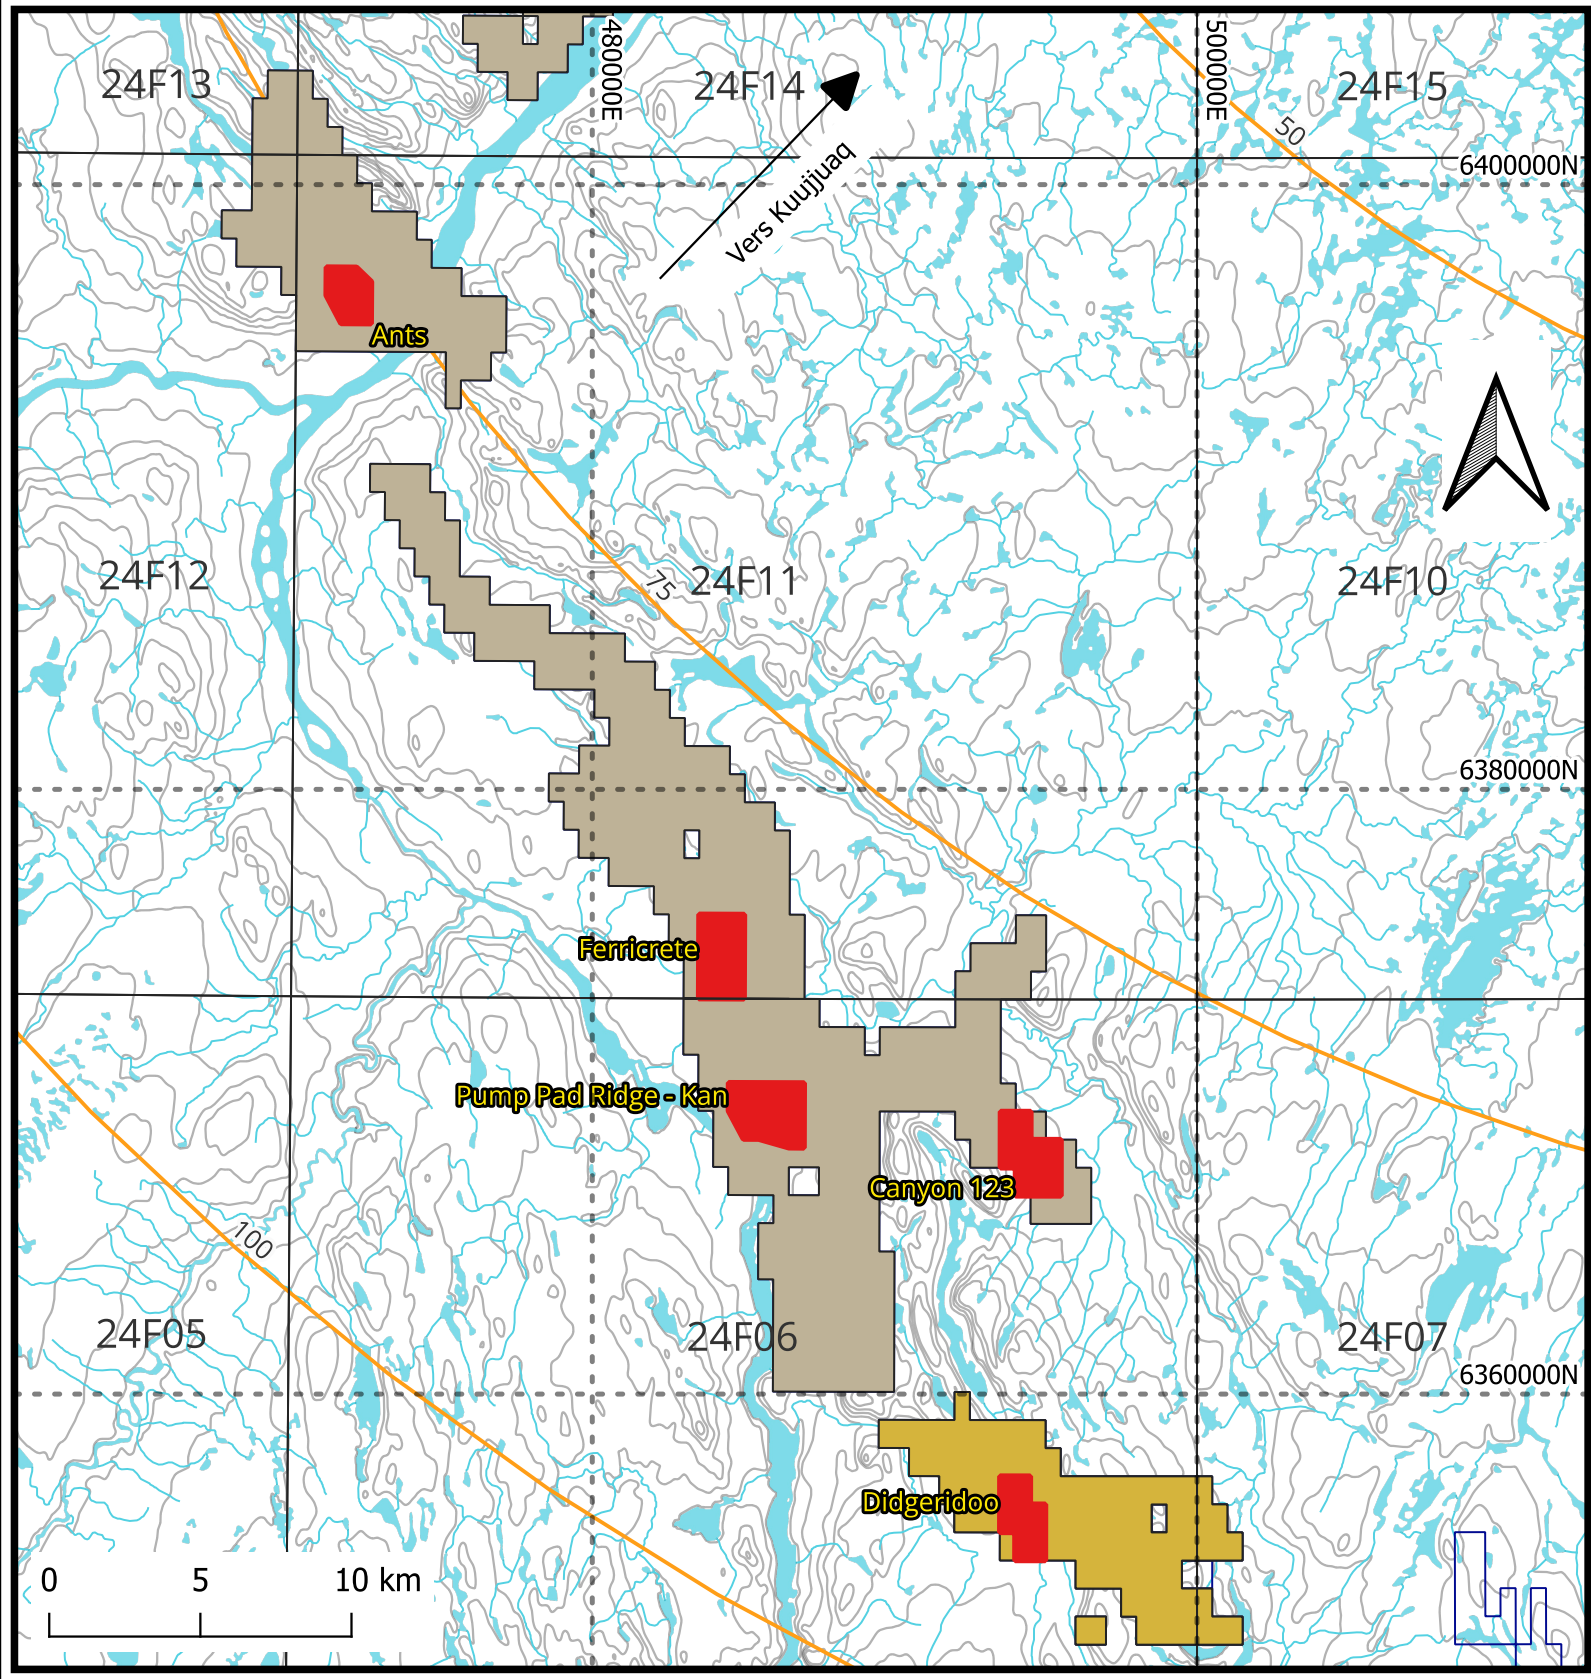 24F13
480000E
24F14
500000E
24F15
50
6400000N
Vers Kuujjuaq
Ants
24F12
75
24F11
24F10
6380000N
Ferricrete
Pump Pad Ridge - Kan
Canyon 123
100
24F05
24F06
24F07
6360000N
Didgeridoo
0 5 10 km